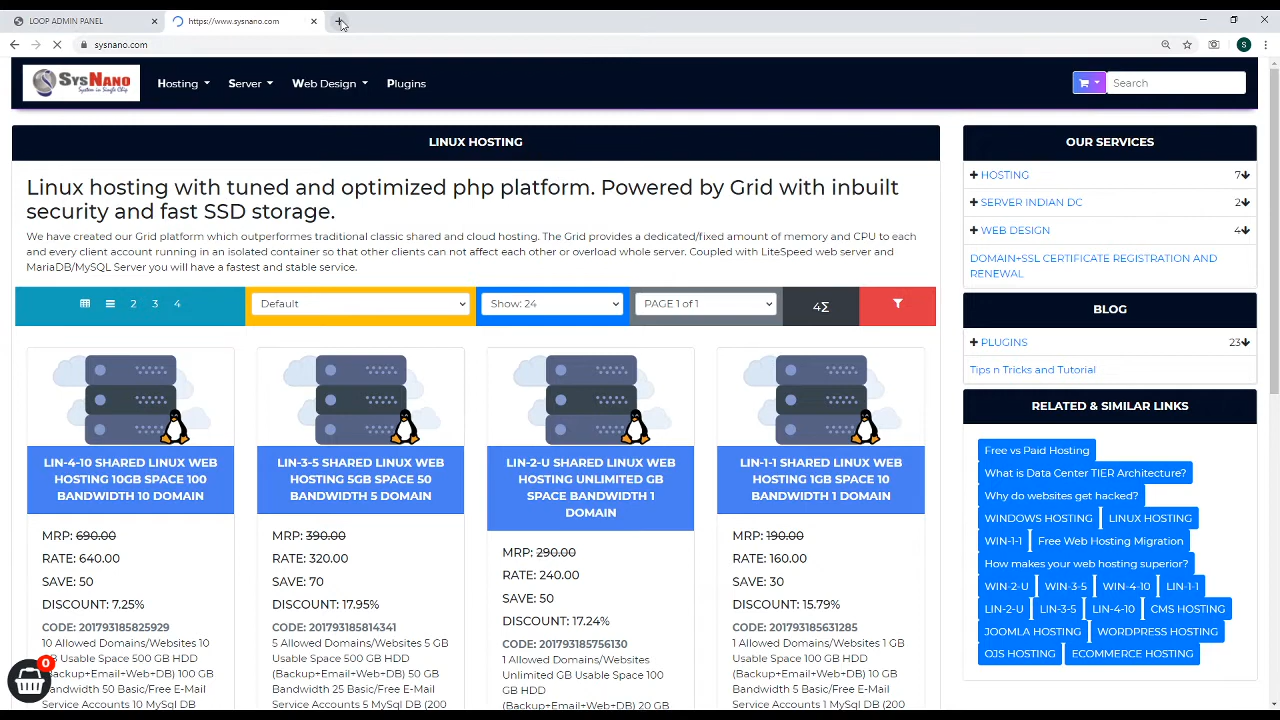 LOOP ADMIN PANEL
https://www.sysnano.com
sysnano.com
S
SYSNANO
System in Single Chip
Hosting
Server
Web Design
Plugins
Search
LINUX HOSTING
Linux hosting with tuned and optimized php platform. Powered by Grid with inbuilt
security and fast SSD storage.
We have created our Grid platform which outperformes traditional classic shared and cloud hosting. The Grid provides a dedicated/fixed amount of memory and CPU to each
and every client account running in an isolated container so that other clients can not affect each other or overload whole server. Coupled with LiteSpeed web server and
MariaDB/MySQL Server you will have a fastest and stable service.
2 3 4
Default
Show: 24
PAGE 1 of 1
4Σ
LIN-4-10 SHARED LINUX WEB
HOSTING 10GB SPACE 100
BANDWIDTH 10 DOMAIN
MRP: 690.00
RATE: 640.00
SAVE: 50
DISCOUNT: 7.25%
CODE: 201793185825929
10 Allowed Domains/Websites 10
GB Usable Space 500 GB HDD
(Backup+Email+Web+DB) 100 GB
Bandwidth 50 Basic/Free E-Mail
Service Accounts 10 MySql DB
LIN-3-5 SHARED LINUX WEB
HOSTING 5GB SPACE 50
BANDWIDTH 5 DOMAIN
MRP: 390.00
RATE: 320.00
SAVE: 70
DISCOUNT: 17.95%
CODE: 201793185814341
5 Allowed Domains/Websites 5 GB
Usable Space 500 GB HDD
(Backup+Email+Web+DB) 50 GB
Bandwidth 25 Basic/Free E-Mail
Service Accounts 5 MySql DB (200
LIN-2-U SHARED LINUX WEB
HOSTING UNLIMITED GB
SPACE BANDWIDTH 1
DOMAIN
MRP: 290.00
RATE: 240.00
SAVE: 50
DISCOUNT: 17.24%
CODE: 201793185756130
1 Allowed Domains/Websites
Unlimited GB Usable Space 100
GB HDD
(Backup+Email+Web+DB) 20 GB
LIN-1-1 SHARED LINUX WEB
HOSTING 1GB SPACE 10
BANDWIDTH 1 DOMAIN
MRP: 190.00
RATE: 160.00
SAVE: 30
DISCOUNT: 15.79%
CODE: 201793185631285
1 Allowed Domains/Websites 1 GB
Usable Space 100 GB HDD
(Backup+Email+Web+DB) 10 GB
Bandwidth 5 Basic/Free E-Mail
Service Accounts 1 MySql DB (200
0
OUR SERVICES
HOSTING 7
SERVER INDIAN DC 2
WEB DESIGN 4
DOMAIN+SSL CERTIFICATE REGISTRATION AND
RENEWAL
BLOG
PLUGINS 23
Tips n Tricks and Tutorial
RELATED & SIMILAR LINKS
Free vs Paid Hosting
What is Data Center TIER Architecture?
Why do websites get hacked?
WINDOWS HOSTING LINUX HOSTING
WIN-1-1 Free Web Hosting Migration
How makes your web hosting superior?
WIN-2-U WIN-3-5 WIN-4-10 LIN-1-1
LIN-2-U LIN-3-5 LIN-4-10 CMS HOSTING
JOOMLA HOSTING WORDPRESS HOSTING
OJS HOSTING ECOMMERCE HOSTING